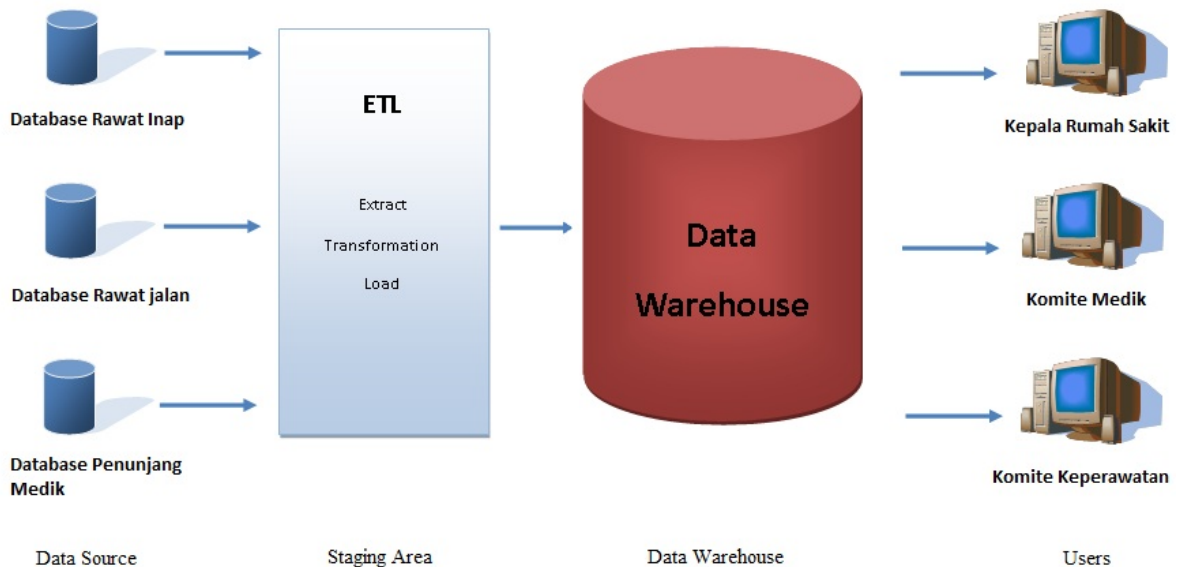 Database Rawat Inap
Database Rawat jalan
Database Penunjang
Medik
ETL
Extract
Transformation
Load
Data
Warehouse
Kepala Rumah Sakit
Komite Medik
Komite Keperawatan
Data Source
Staging Area
Data Warehouse
Users